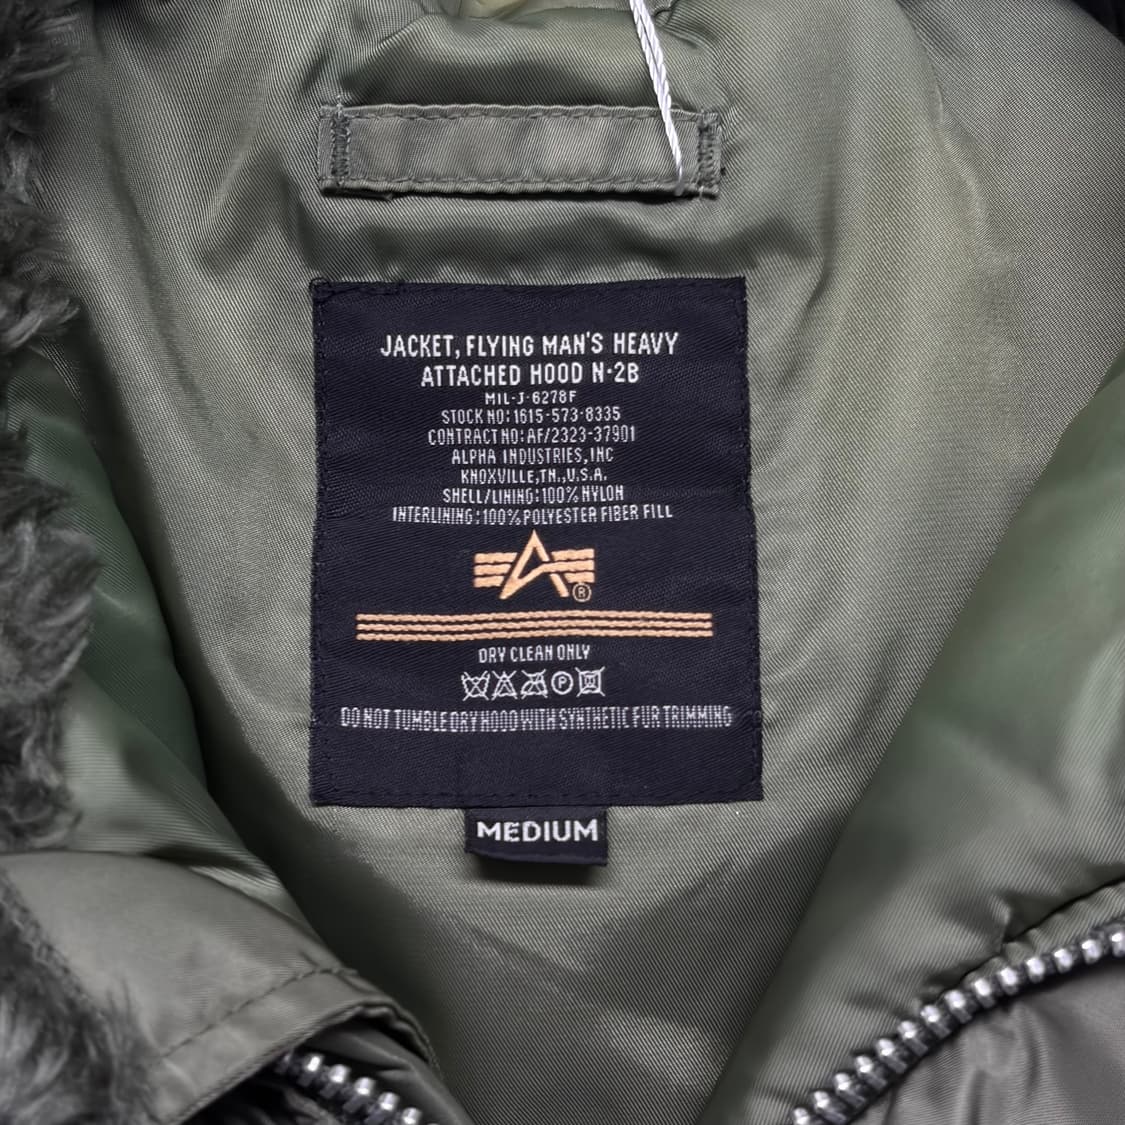 JACKET, FLYING MAN'S HEAVY
ATTACHED HOOD N-2B
MIL-J-6278F
STOCK NO: 1615-573-8335
CONTRACT NO: AF/2323-37901
ALPHA INDUSTRIES, INC
KNOXVILLE, TN., U.S.A.
SHELL/LINING: 100% NYLON
INTERLINING: 100% POLYESTER FIBER FILL
®
DRY CLEAN ONLY
P
DO NOT TUMBLE DRY HOOD WITH SYNTHETIC FUR TRIMMING
MEDIUM